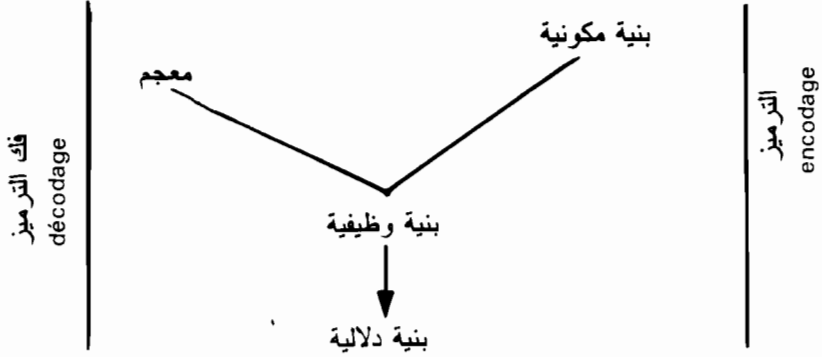 بنية مكونية
معجم
الترميز
encodage
فك الترميز
décodage
بنية وظيفية
بنية دلالية